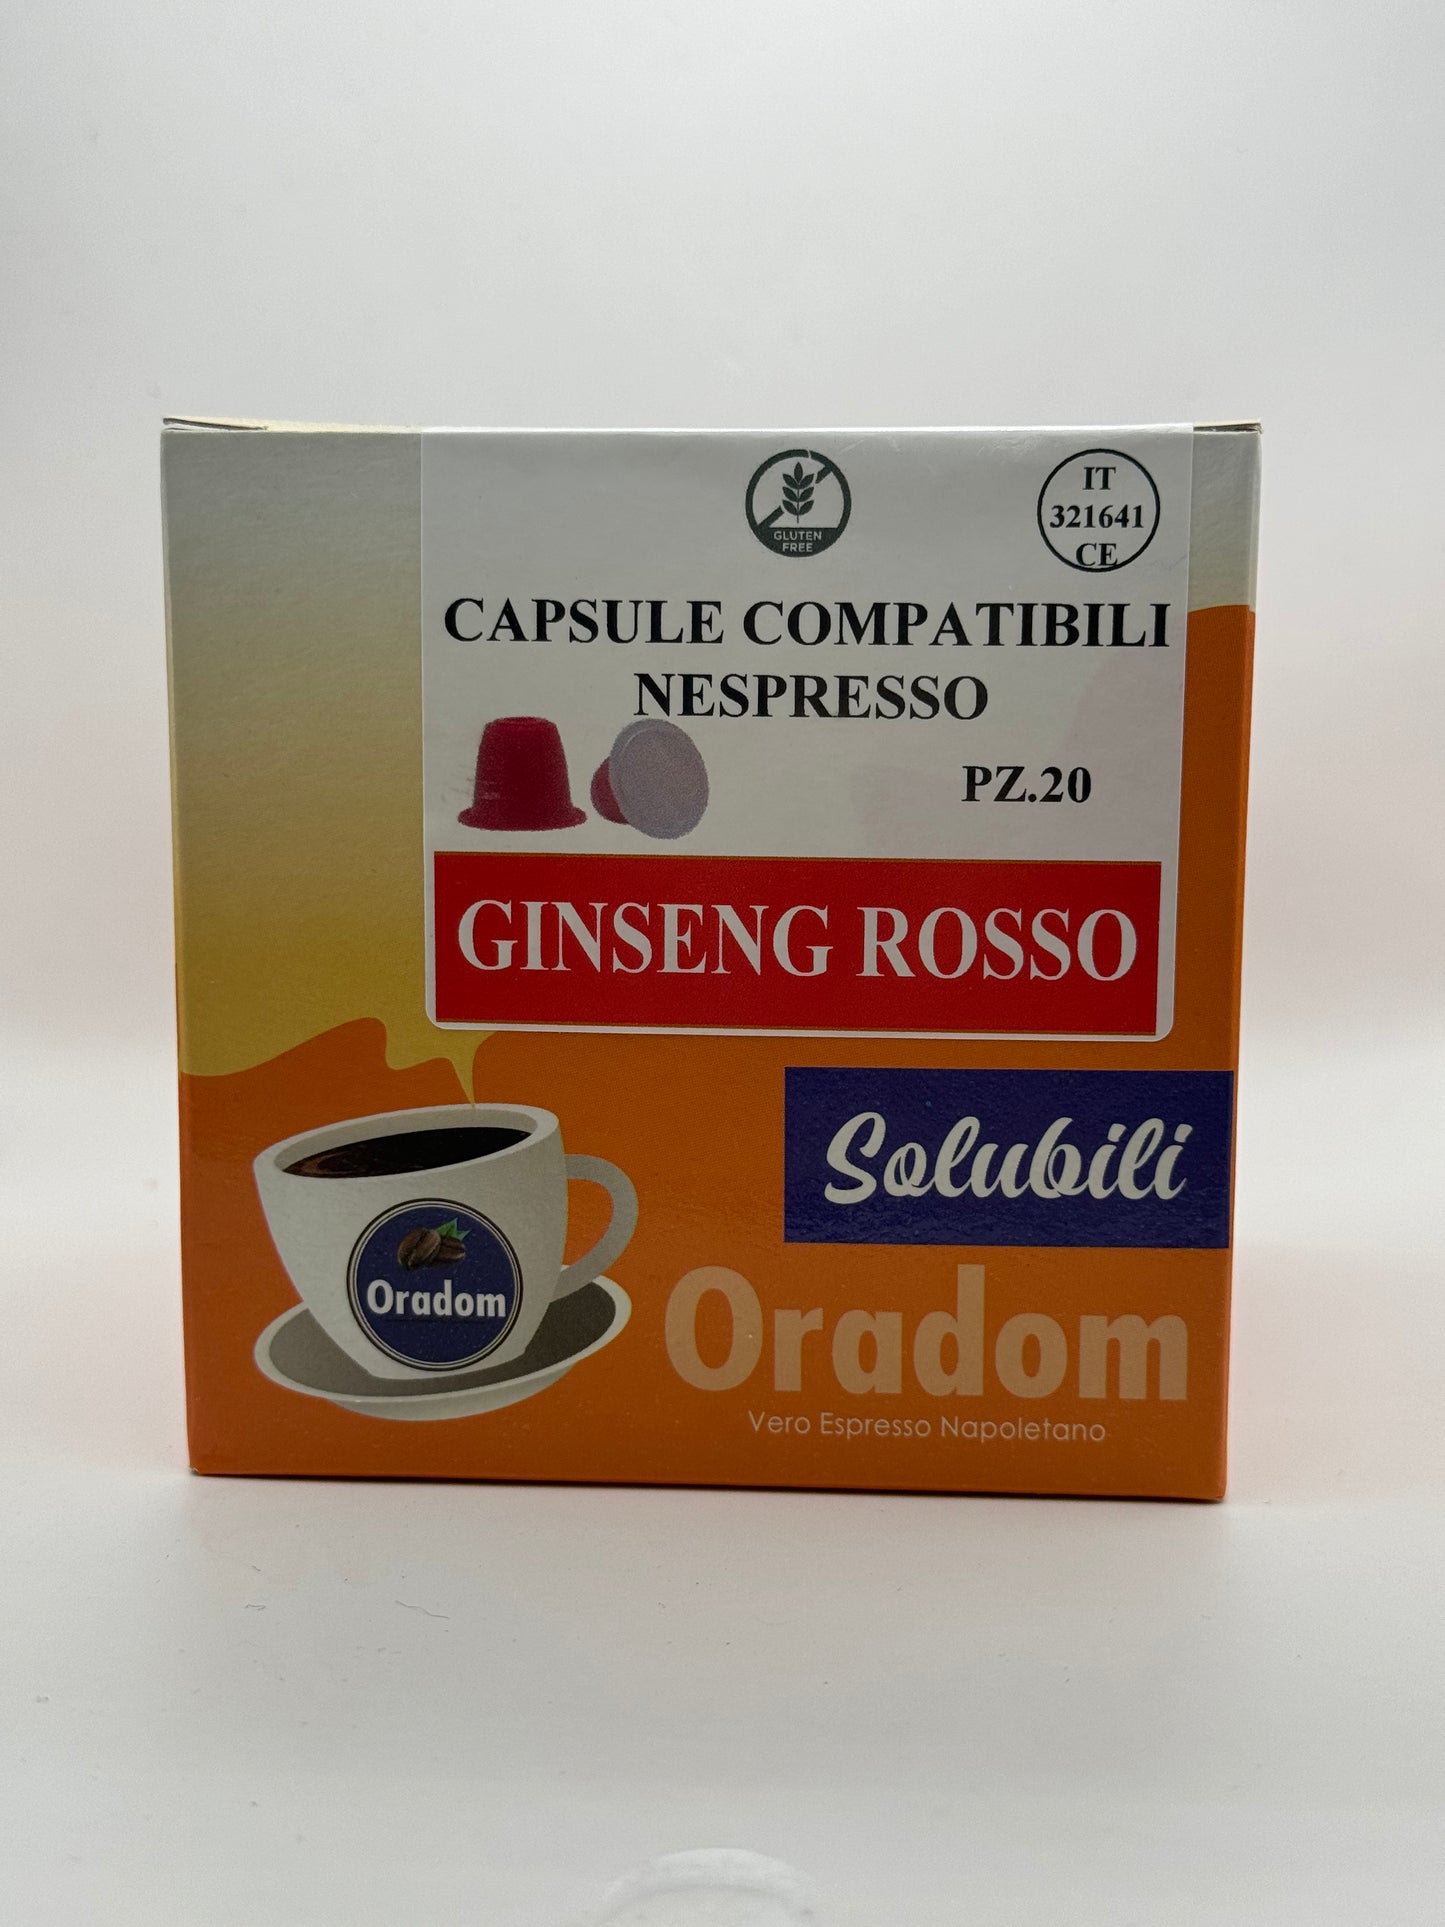 GLUTEN
FREE
IT
321641
CE
CAPSULE COMPATIBILI
NESPRESSO
PZ.20
GINSENG ROSSO
Solubili
Oradom
Oradom
Vero Espresso Napoletano